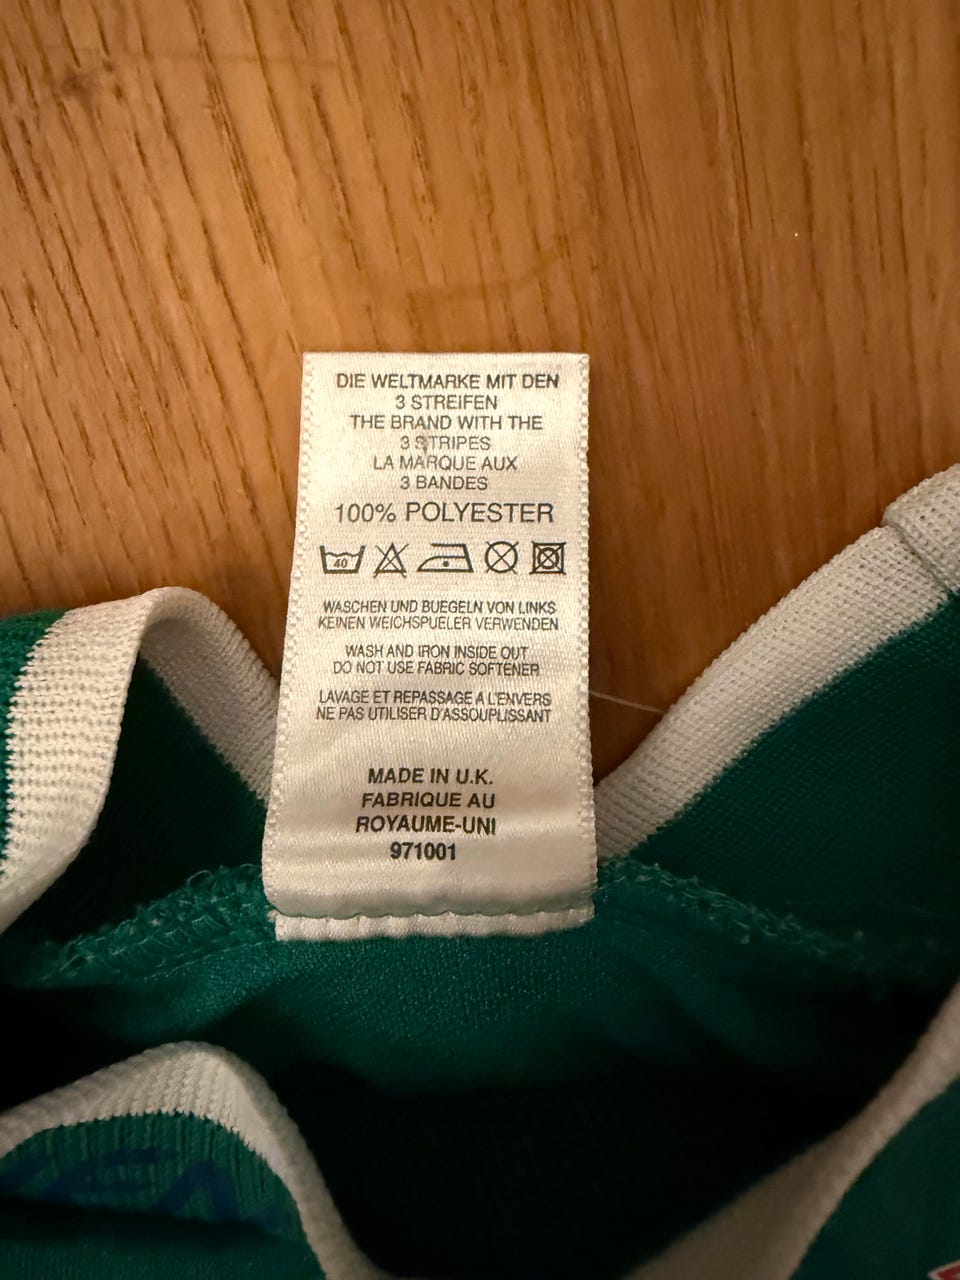 DIE WELTMARKE MIT DEN
3 STREIFEN
THE BRAND WITH THE
3 STRIPES
LA MARQUE AUX
3 BANDES
100% POLYESTER
40
WASCHEN UND BUEGELN VON LINKS
KEINEN WEICHSPUELER VERWENDEN
WASH AND IRON INSIDE OUT
DO NOT USE FABRIC SOFTENER
LAVAGE ET REPASSAGE A L'ENVERS
NE PAS UTILISER D'ASSOUPLISSANT
MADE IN U.K.
FABRIQUE AU
ROYAUME-UNI
971001